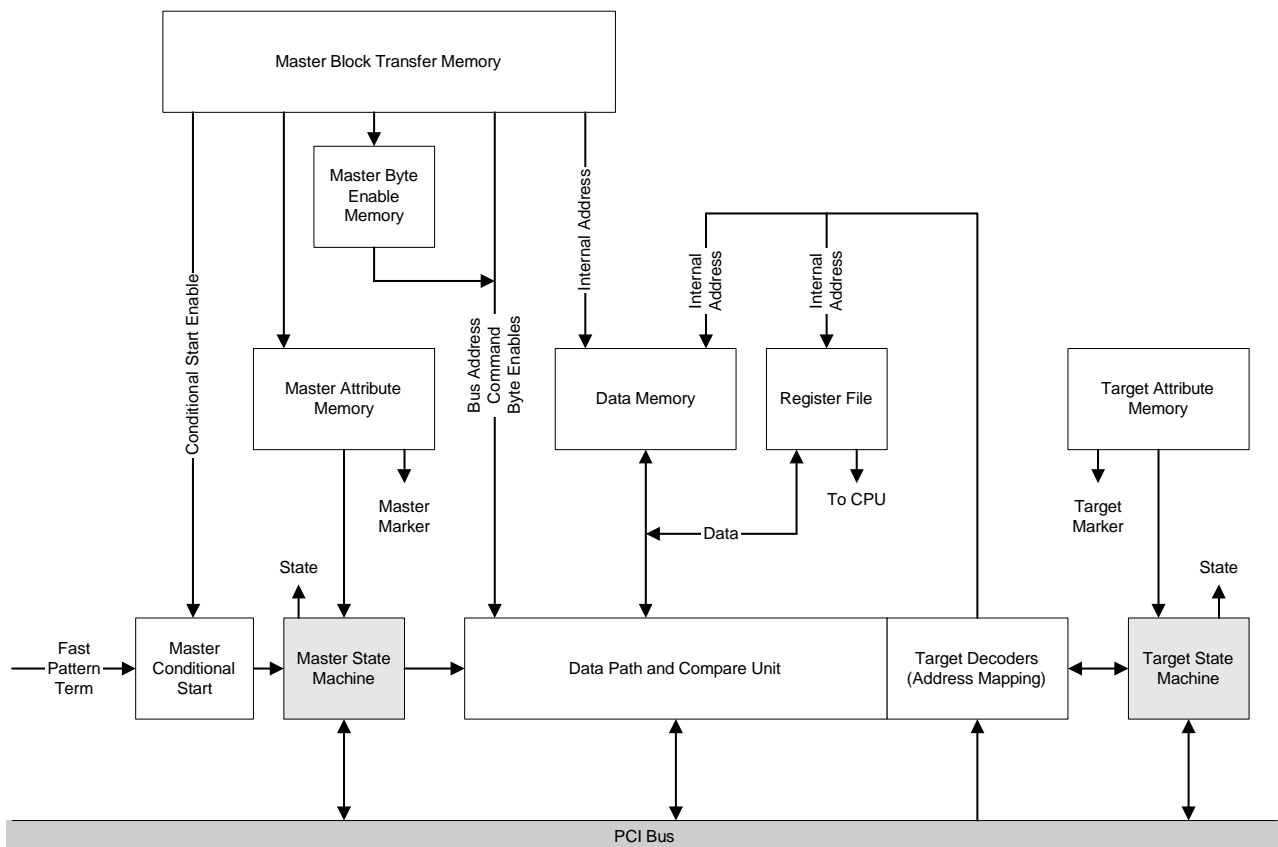 Master Block Transfer Memory
Master Byte
Enable
Memory
Conditional Start Enable
Bus Address
Command
Byte Enables
Internal Address
Internal
Address
Internal
Address
Master Attribute
Memory
Data Memory
Register File
Target Attribute
Memory
Master
Marker
To CPU
Target
Marker
Data
State
State
Fast
Pattern
Term
Master
Conditional
Start
Master State
Machine
Data Path and Compare Unit
Target Decoders
(Address Mapping)
Target State
Machine
PCI Bus